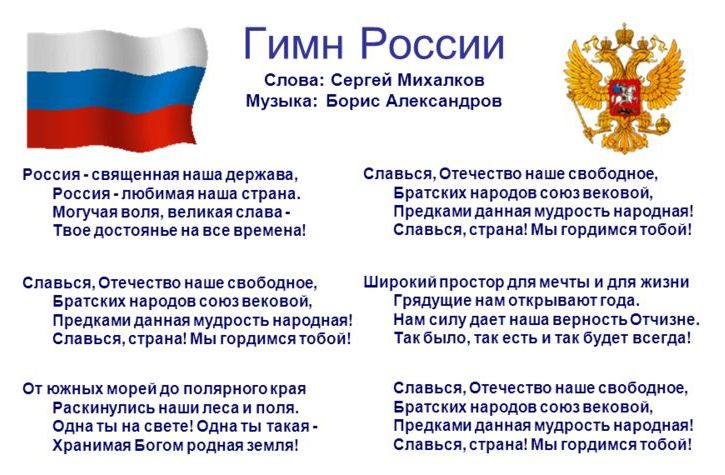 Гимн России
Слова: Сергей Михалков
Музыка: Борис Александров
Россия - священная наша держава,
Россия - любимая наша страна.
Могучая воля, великая слава -
Твое достоянье на все времена!
Славься, Отечество наше свободное,
Братских народов союз вековой,
Предками данная мудрость народная!
Славься, страна! Мы гордимся тобой!
От южных морей до полярного края
Раскинулись наши леса и поля.
Одна ты на свете! Одна ты такая -
Хранимая Богом родная земля!
Славься, Отечество наше свободное,
Братских народов союз вековой,
Предками данная мудрость народная!
Славься, страна! Мы гордимся тобой!
Широкий простор для мечты и для жизни
Грядущие нам открывают года.
Нам силу дает наша верность Отчизне.
Так было, так есть и так будет всегда!
Славься, Отечество наше свободное,
Братских народов союз вековой,
Предками данная мудрость народная!
Славься, страна! Мы гордимся тобой!